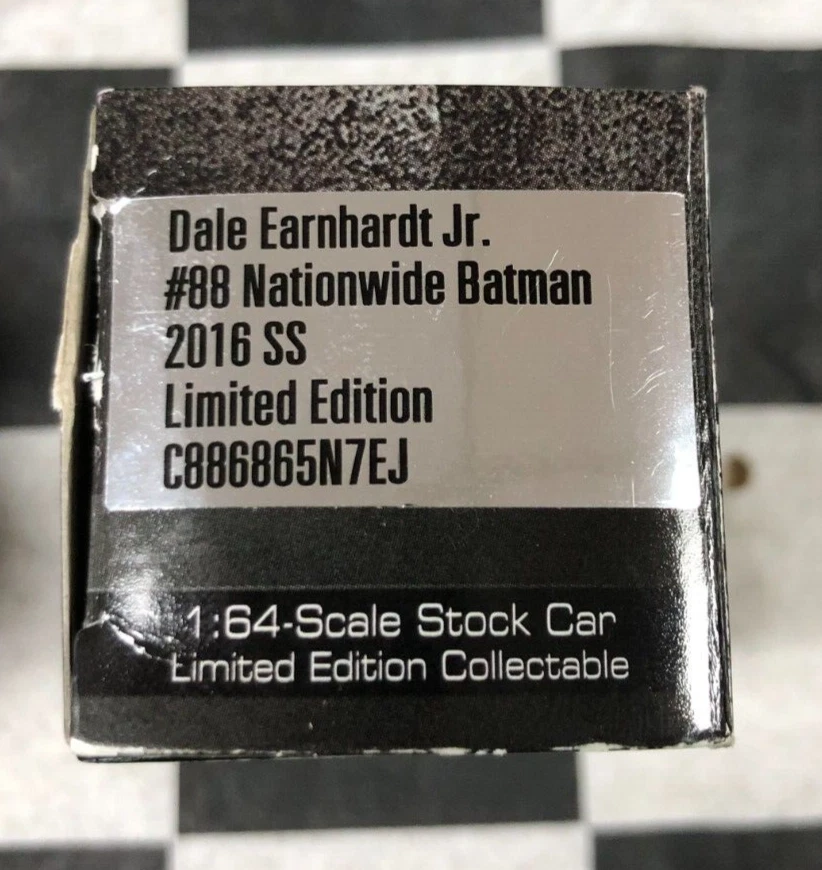 Dale Earnhardt Jr.
#88 Nationwide Batman
2016 SS
Limited Edition
C886865N7EJ
1:64-Scale Stock Car
Limited Edition Collectable